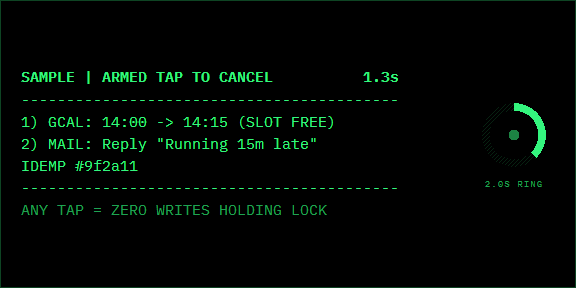 SAMPLE | ARMED TAP TO CANCEL 1.3s
------------------------------------------
1) GCAL: 14:00 -> 14:15 (SLOT FREE)
2) MAIL: Reply "Running 15m late"
IDEMP #9f2a11
------------------------------------------
ANY TAP = ZERO WRITES HOLDING LOCK
2.0S RING